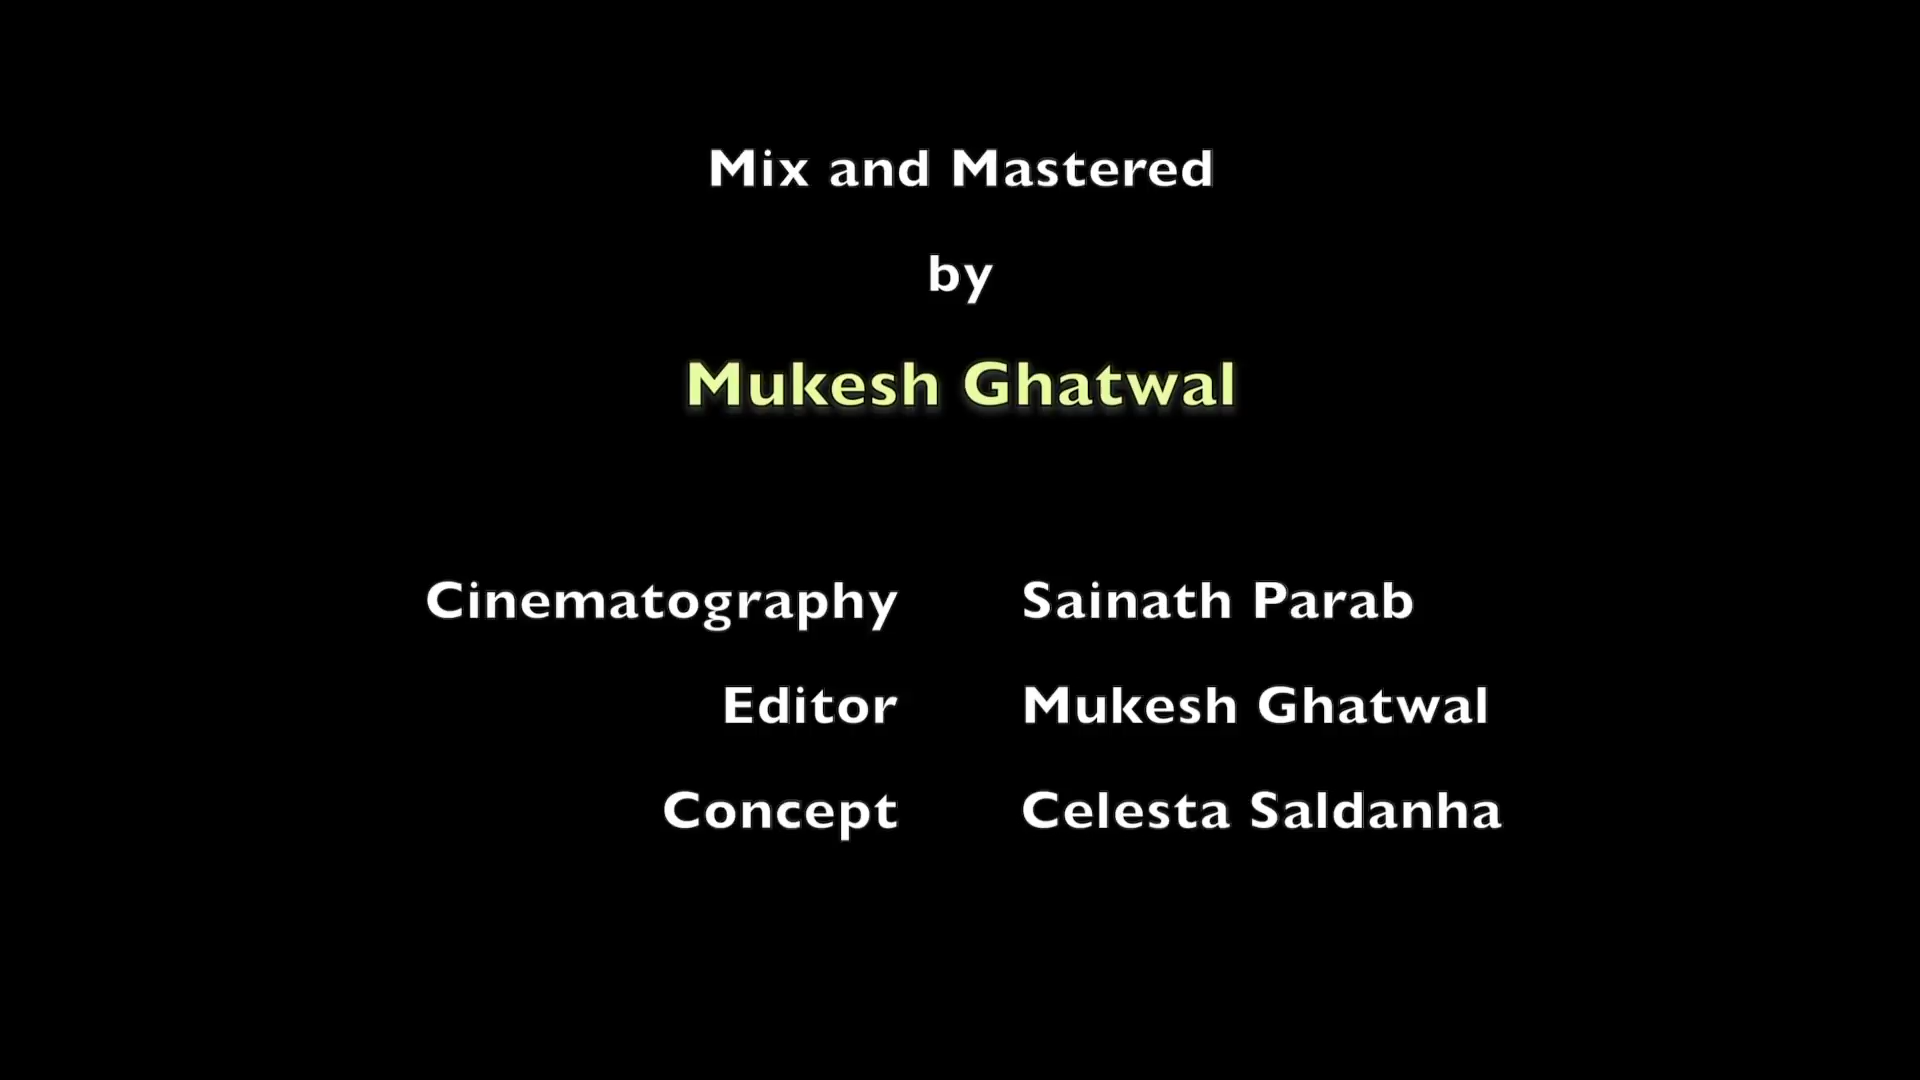 Mix and Mastered
by
Mukesh Ghatwal
Cinematography Sainath Parab
Editor Mukesh Ghatwal
Concept Celesta Saldanha